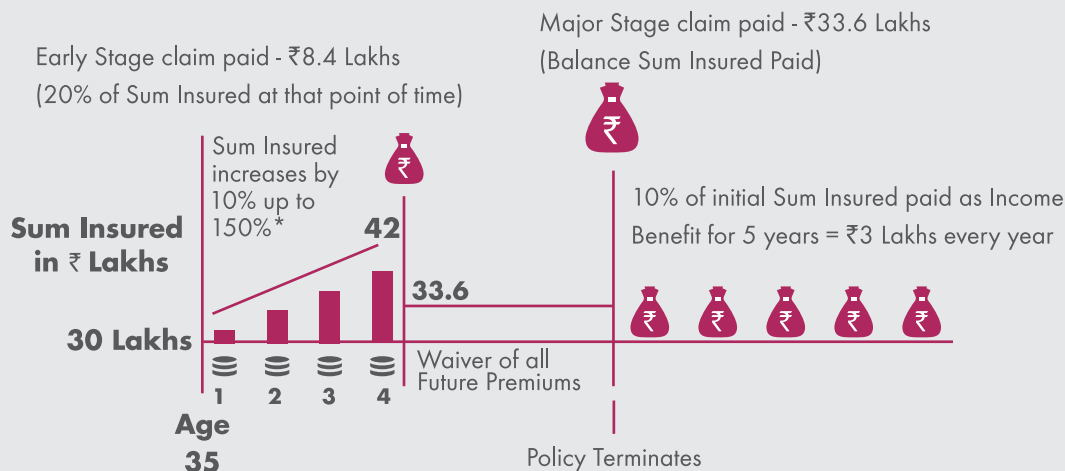 Early Stage claim paid - ₹8.4 Lakhs
(20% of Sum Insured at that point of time)
Major Stage claim paid - ₹33.6 Lakhs
(Balance Sum Insured Paid)
₹
₹
Sum Insured
increases by
10% up to
150%*
10% of initial Sum Insured paid as Income
Benefit for 5 years = ₹3 Lakhs every year
Sum Insured
in ₹ Lakhs
42
33.6
₹ ₹ ₹ ₹ ₹
30 Lakhs
Waiver of all
Future Premiums
1 2 3 4
Age
35
Policy Terminates